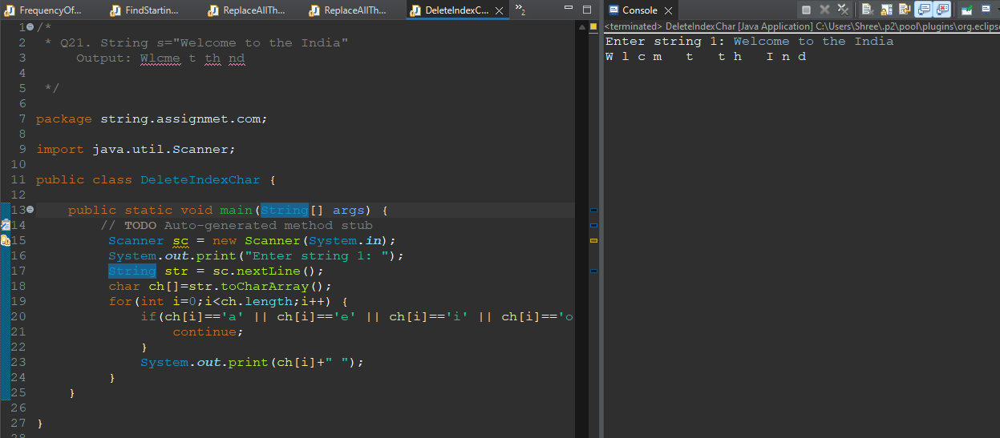 FrequencyOf... FindStartin... ReplaceAllTh... ReplaceAllTh... DeleteIndexC... »2
1 /*
2  * Q21. String s="Welcome to the India"
3      Output: Wlcme t th nd
4
5  */
6
7 package string.assignmet.com;
8
9 import java.util.Scanner;
10
11 public class DeleteIndexChar {
12
13     public static void main(String[] args) {
14         // TODO Auto-generated method stub
15          Scanner sc = new Scanner(System.in);
16          System.out.print("Enter string 1: ");
17          String str = sc.nextLine();
18          char ch[]=str.toCharArray();
19          for(int i=0;i<ch.length;i++) {
20              if(ch[i]=='a' || ch[i]=='e' || ch[i]=='i' || ch[i]=='o
21                  continue;
22              }
23              System.out.print(ch[i]+" ");
24          }
25     }
26
27 }
28
Console
<terminated> DeleteIndexChar [Java Application] C:\Users\Shree\.p2\pool\plugins\org.eclipse
Enter string 1: Welcome to the India
W l c m   t   t h   I n d